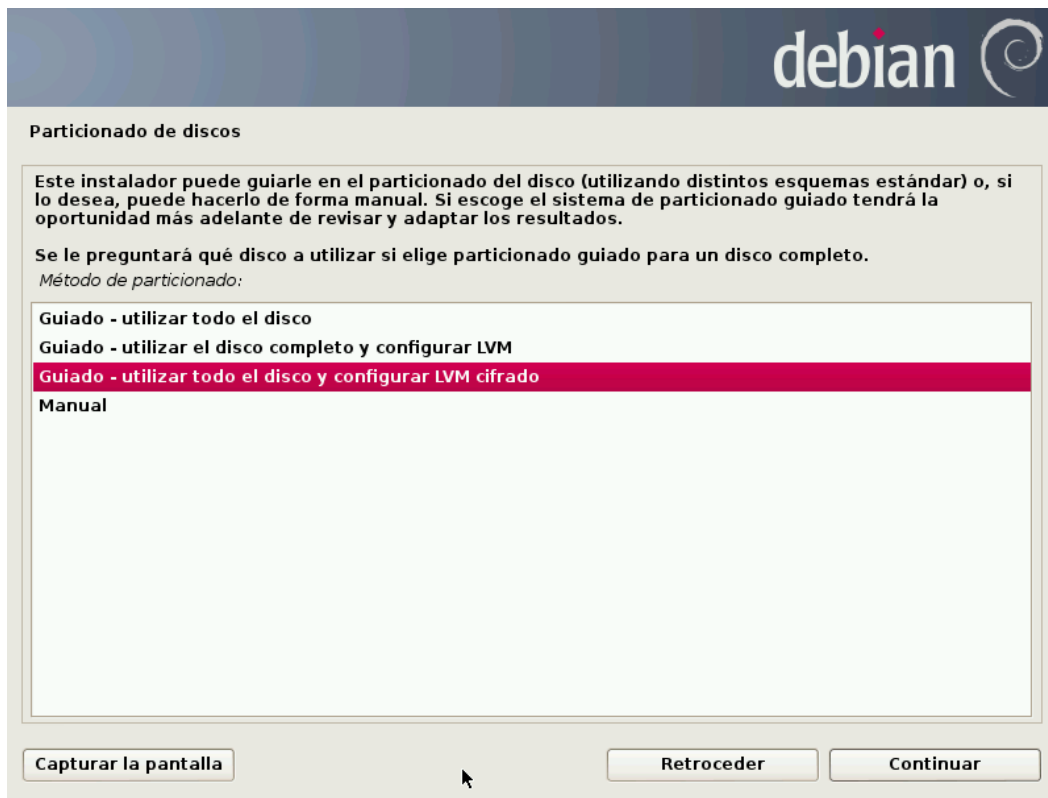 debian
Particionado de discos
Este instalador puede guiarle en el particionado del disco (utilizando distintos esquemas estándar) o, si
lo desea, puede hacerlo de forma manual. Si escoge el sistema de particionado guiado tendrá la
oportunidad más adelante de revisar y adaptar los resultados.
Se le preguntará qué disco a utilizar si elige particionado guiado para un disco completo.
Método de particionado:
Guiado - utilizar todo el disco
Guiado - utilizar el disco completo y configurar LVM
Guiado - utilizar todo el disco y configurar LVM cifrado
Manual
Capturar la pantalla
Retroceder
Continuar